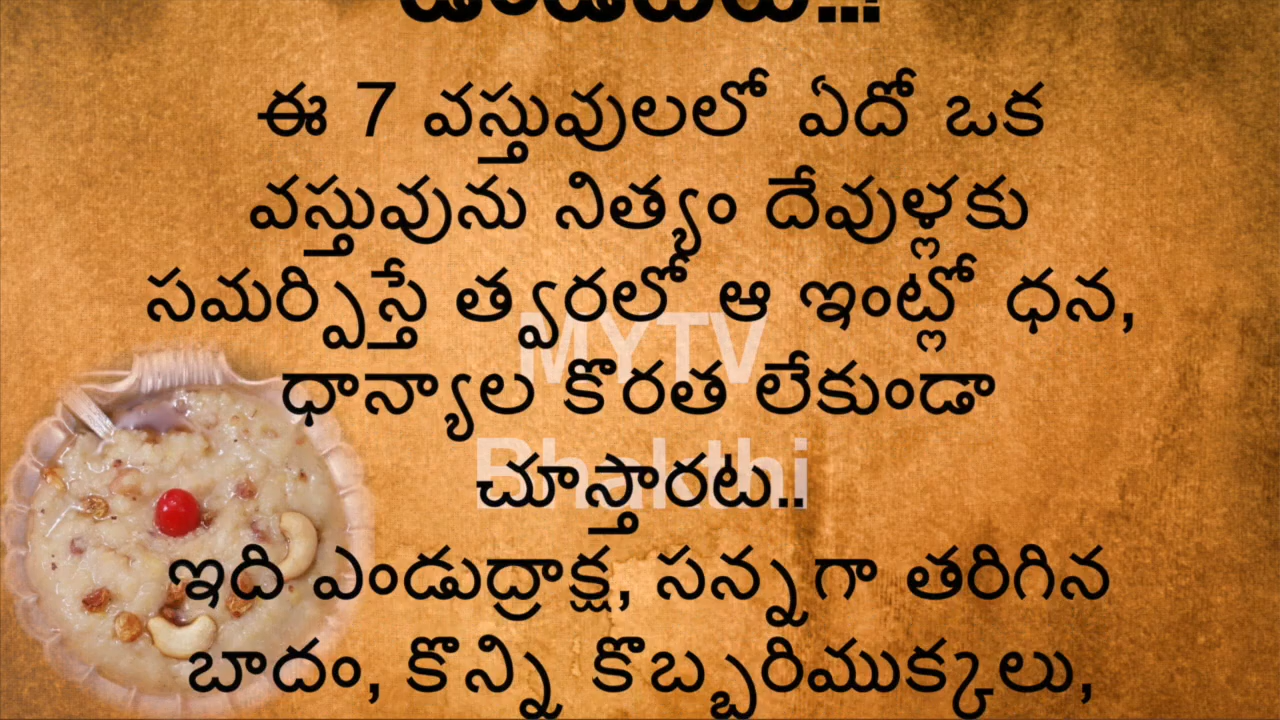 ఈ 7 వస్తువులలో ఏదో ఒక
వస్తువును నిత్యం దేవుళ్లకు
సమర్పిస్తే త్వరలో ఆ ఇంట్లో ధన,
ధాన్యాల కొరత లేకుండా
చూస్తారట..
ఇది ఎండుద్రాక్ష, సన్నగా తరిగిన
బాదం, కొన్ని కొబ్బరిముక్కలు,
MYTV
Bhakthi